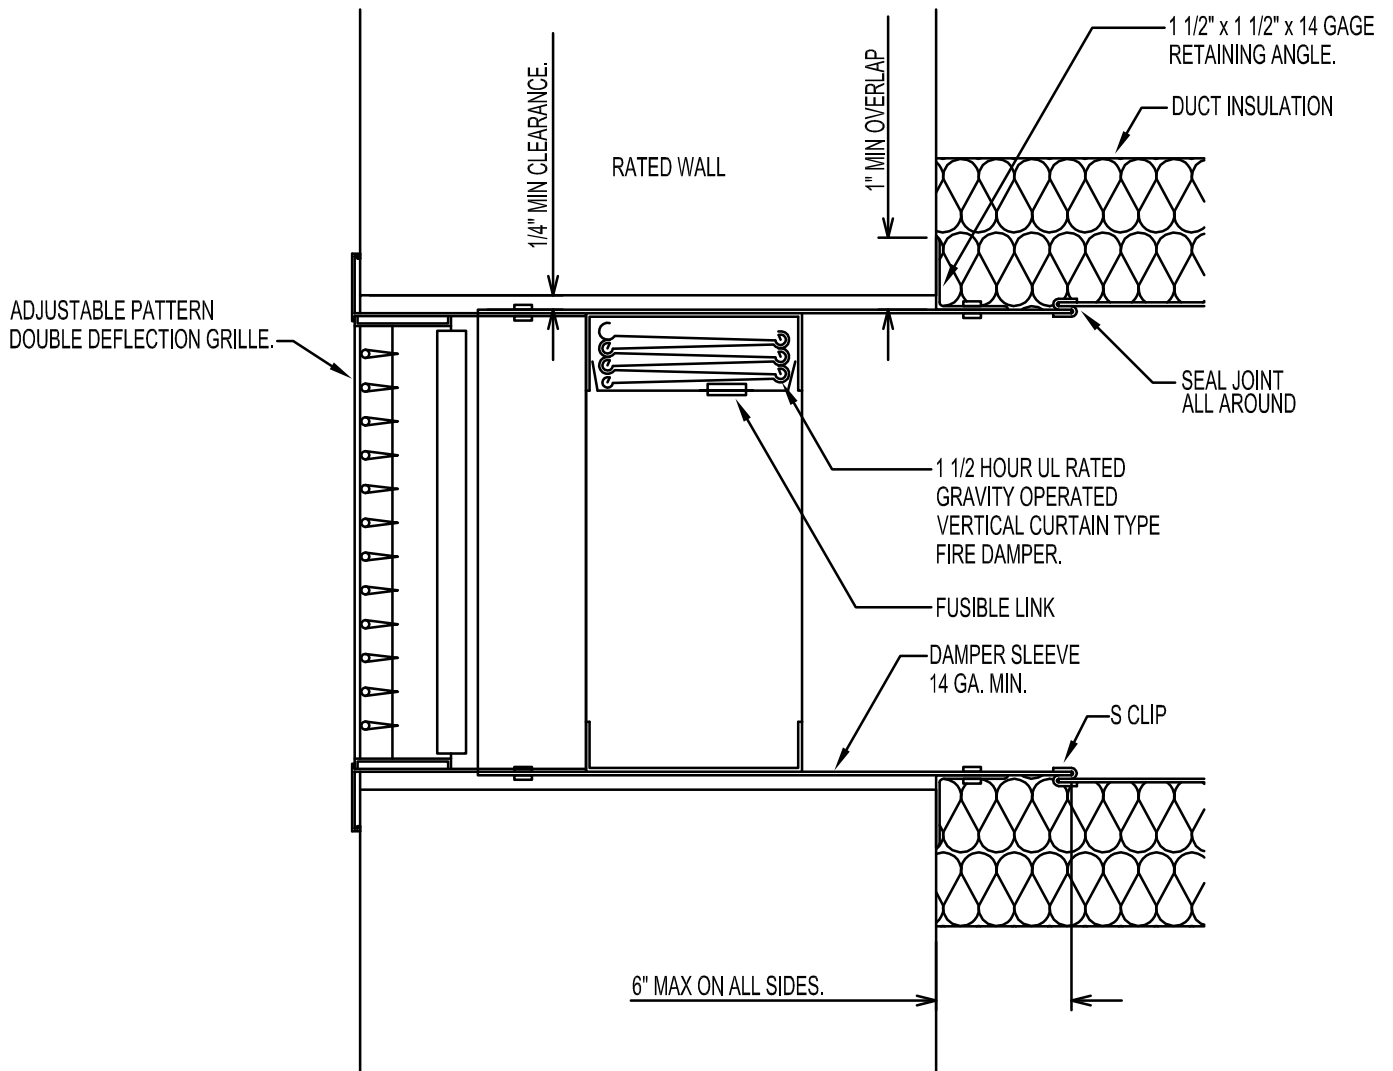 1 1/2" x 1 1/2" x 14 GAGE
RETAINING ANGLE.
DUCT INSULATION
1/4" MIN CLEARANCE.
RATED WALL
1" MIN OVERLAP
ADJUSTABLE PATTERN
DOUBLE DEFLECTION GRILLE.
SEAL JOINT
ALL AROUND
1 1/2 HOUR UL RATED
GRAVITY OPERATED
VERTICAL CURTAIN TYPE
FIRE DAMPER.
FUSIBLE LINK
DAMPER SLEEVE
14 GA. MIN.
S CLIP
6" MAX ON ALL SIDES.